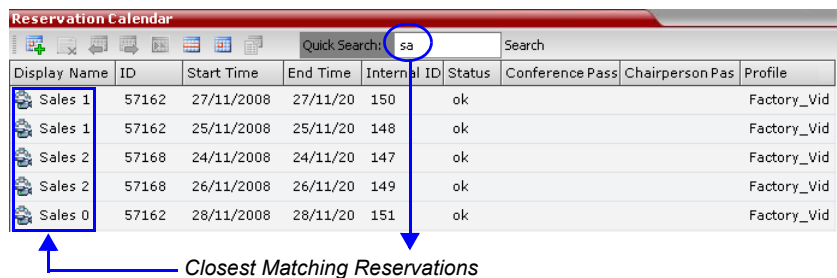 Reservation Calendar
Quick Search: sa Search
Display Name ID Start Time End Time Internal ID Status Conference Pass Chairperson Pas Profile
Sales 1 57162 27/11/2008 27/11/20 150 ok Factory_Vid
Sales 1 57162 25/11/2008 25/11/20 148 ok Factory_Vid
Sales 2 57168 24/11/2008 24/11/20 147 ok Factory_Vid
Sales 2 57168 26/11/2008 26/11/20 149 ok Factory_Vid
Sales 0 57162 28/11/2008 28/11/20 151 ok Factory_Vid
Closest Matching Reservations